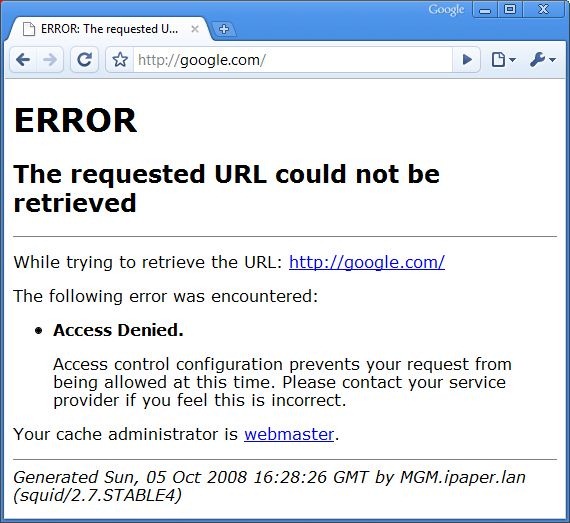 Google
ERROR: The requested U...
http://google.com/
ERROR
The requested URL could not be
retrieved
While trying to retrieve the URL: http://google.com/
The following error was encountered:
• Access Denied.
Access control configuration prevents your request from
being allowed at this time. Please contact your service
provider if you feel this is incorrect.
Your cache administrator is webmaster.
Generated Sun, 05 Oct 2008 16:28:26 GMT by MGM.ipaper.lan
(squid/2.7.STABLE4)